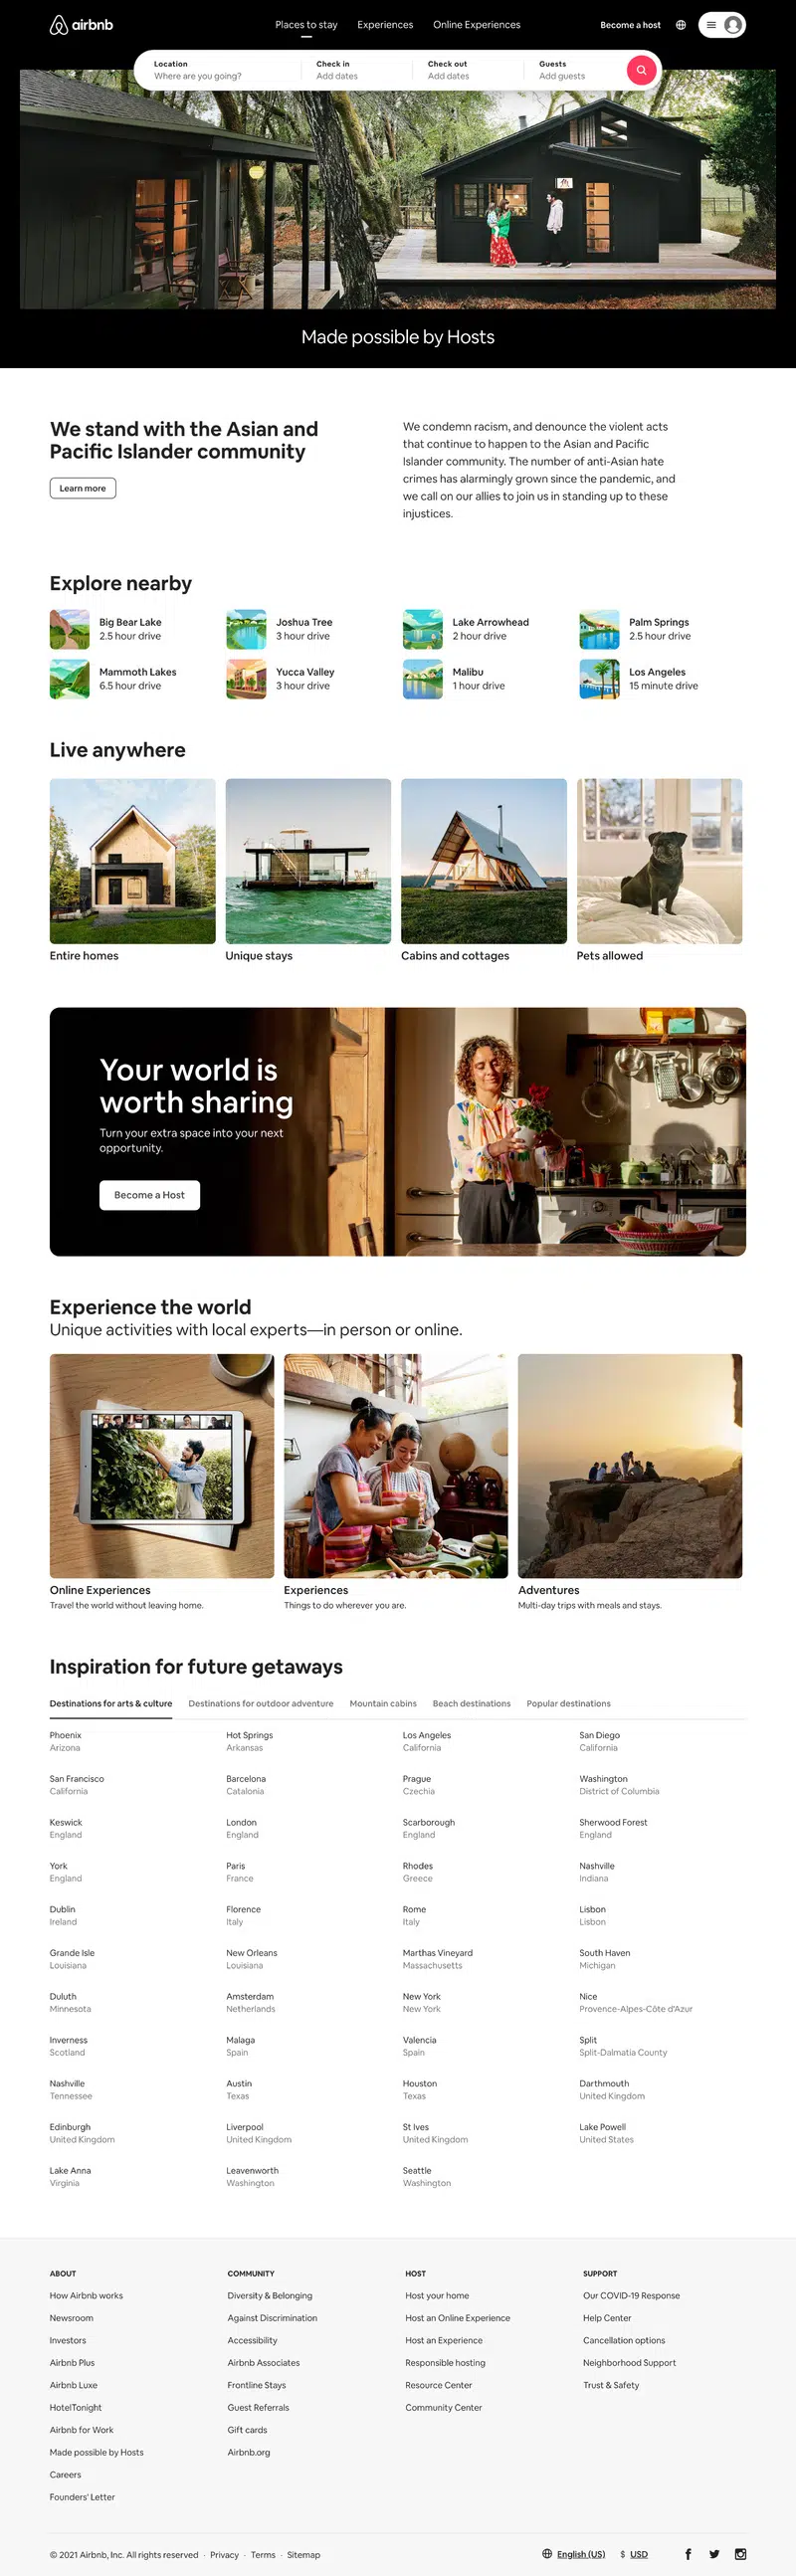 airbnb
Places to stay
Experiences
Online Experiences
Become a host
Location
Where are you going?
Check in
Add dates
Check out
Add dates
Guests
Add guests
Made possible by Hosts
We stand with the Asian and
Pacific Islander community
Learn more
We condemn racism, and denounce the violent acts
that continue to happen to the Asian and Pacific
Islander community. The number of anti-Asian hate
crimes has alarmingly grown since the pandemic, and
we call on our allies to join us in standing up to these
injustices.
Explore nearby
Big Bear Lake
2.5 hour drive
Joshua Tree
3 hour drive
Lake Arrowhead
2 hour drive
Palm Springs
2.5 hour drive
Mammoth Lakes
6.5 hour drive
Yucca Valley
3 hour drive
Malibu
1 hour drive
Los Angeles
15 minute drive
Live anywhere
Entire homes
Unique stays
Cabins and cottages
Pets allowed
Your world is
worth sharing
Turn your extra space into your next
opportunity.
Become a Host
Experience the world
Unique activities with local experts—in person or online.
Online Experiences
Travel the world without leaving home.
Experiences
Things to do wherever you are.
Adventures
Multi-day trips with meals and stays.
Inspiration for future getaways
Destinations for arts & culture
Destinations for outdoor adventure
Mountain cabins
Beach destinations
Popular destinations
Phoenix
Arizona
Hot Springs
Arkansas
Los Angeles
California
San Diego
California
San Francisco
California
Barcelona
Catalonia
Prague
Czechia
Washington
District of Columbia
Keswick
England
London
England
Scarborough
England
Sherwood Forest
England
York
England
Paris
France
Rhodes
Greece
Nashville
Indiana
Dublin
Ireland
Florence
Italy
Rome
Italy
Lisbon
Lisbon
Grande Isle
Louisiana
New Orleans
Louisiana
Marthas Vineyard
Massachusetts
South Haven
Michigan
Duluth
Minnesota
Amsterdam
Netherlands
New York
New York
Nice
Provence-Alpes-Côte d'Azur
Inverness
Scotland
Malaga
Spain
Valencia
Spain
Split
Split-Dalmatia County
Nashville
Tennessee
Austin
Texas
Houston
Texas
Darthmouth
United Kingdom
Edinburgh
United Kingdom
Liverpool
United Kingdom
St Ives
United Kingdom
Lake Powell
United States
Lake Anna
Virginia
Leavenworth
Washington
Seattle
Washington
ABOUT
How Airbnb works
Newsroom
Investors
Airbnb Plus
Airbnb Luxe
HotelTonight
Airbnb for Work
Made possible by Hosts
Careers
Founders' Letter
COMMUNITY
Diversity & Belonging
Against Discrimination
Accessibility
Airbnb Associates
Frontline Stays
Guest Referrals
Gift cards
Airbnb.org
HOST
Host your home
Host an Online Experience
Host an Experience
Responsible hosting
Resource Center
Community Center
SUPPORT
Our COVID-19 Response
Help Center
Cancellation options
Neighborhood Support
Trust & Safety
© 2021 Airbnb, Inc. All rights reserved · Privacy · Terms · Sitemap
English (US)
$ USD